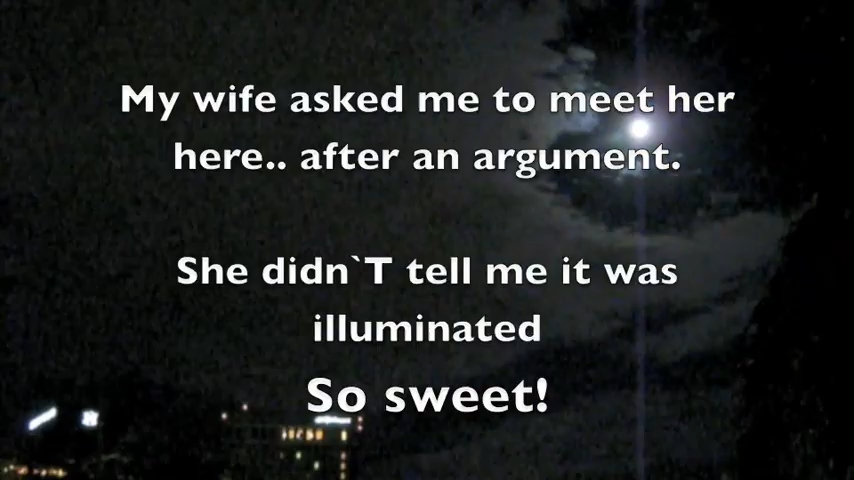 My wife asked me to meet her
here.. after an argument.
She didn`T tell me it was
illuminated
So sweet!